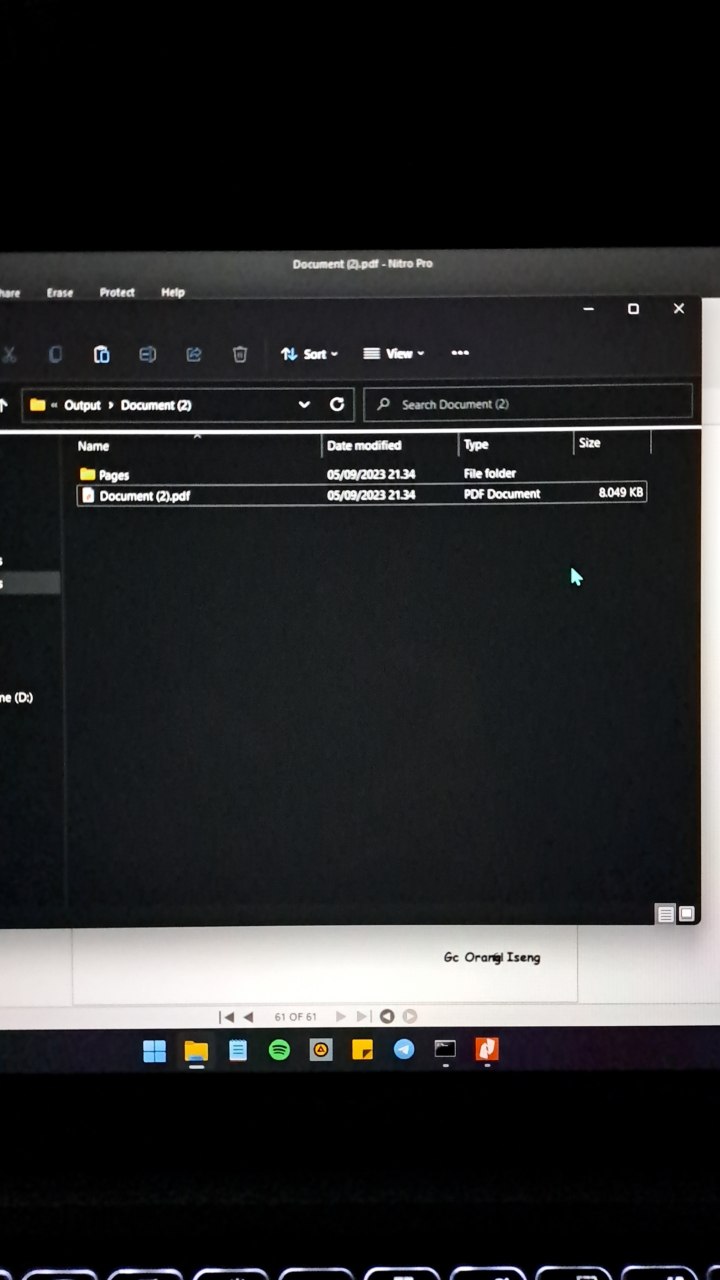 Document (2).pdf - Nitro Pro
hare Erase Protect Help
Sort View
Output Document (2) Search Document (2)
Name Date modified Type Size
Pages 05/09/2023 21.34 File folder
Document (2).pdf 05/09/2023 21.34 PDF Document 8.049 KB
s
s
ne (D:)
Gc Iseng
61 OF 61